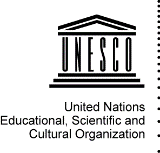 UNESCO
United Nations
Educational, Scientific and
Cultural Organization